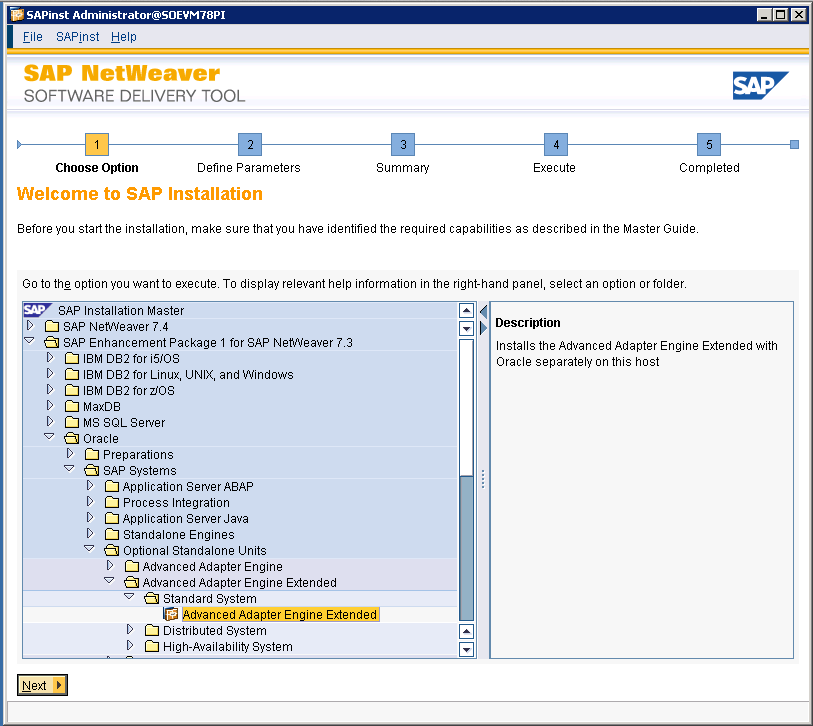 SAPinst Administrator@SOEVM78PI
File SAPinst Help
SAP NetWeaver
SOFTWARE DELIVERY TOOL
SAP
1 2 3 4 5
Choose Option Define Parameters Summary Execute Completed
Welcome to SAP Installation
Before you start the installation, make sure that you have identified the required capabilities as described in the Master Guide.
Go to the option you want to execute. To display relevant help information in the right-hand panel, select an option or folder.
SAP SAP Installation Master
SAP NetWeaver 7.4
SAP Enhancement Package 1 for SAP NetWeaver 7.3
IBM DB2 for i5/OS
IBM DB2 for Linux, UNIX, and Windows
IBM DB2 for z/OS
MaxDB
MS SQL Server
Oracle
Preparations
SAP Systems
Application Server ABAP
Process Integration
Application Server Java
Standalone Engines
Optional Standalone Units
Advanced Adapter Engine
Advanced Adapter Engine Extended
Standard System
Advanced Adapter Engine Extended
Distributed System
High-Availability System
Description
Installs the Advanced Adapter Engine Extended with
Oracle separately on this host
Next